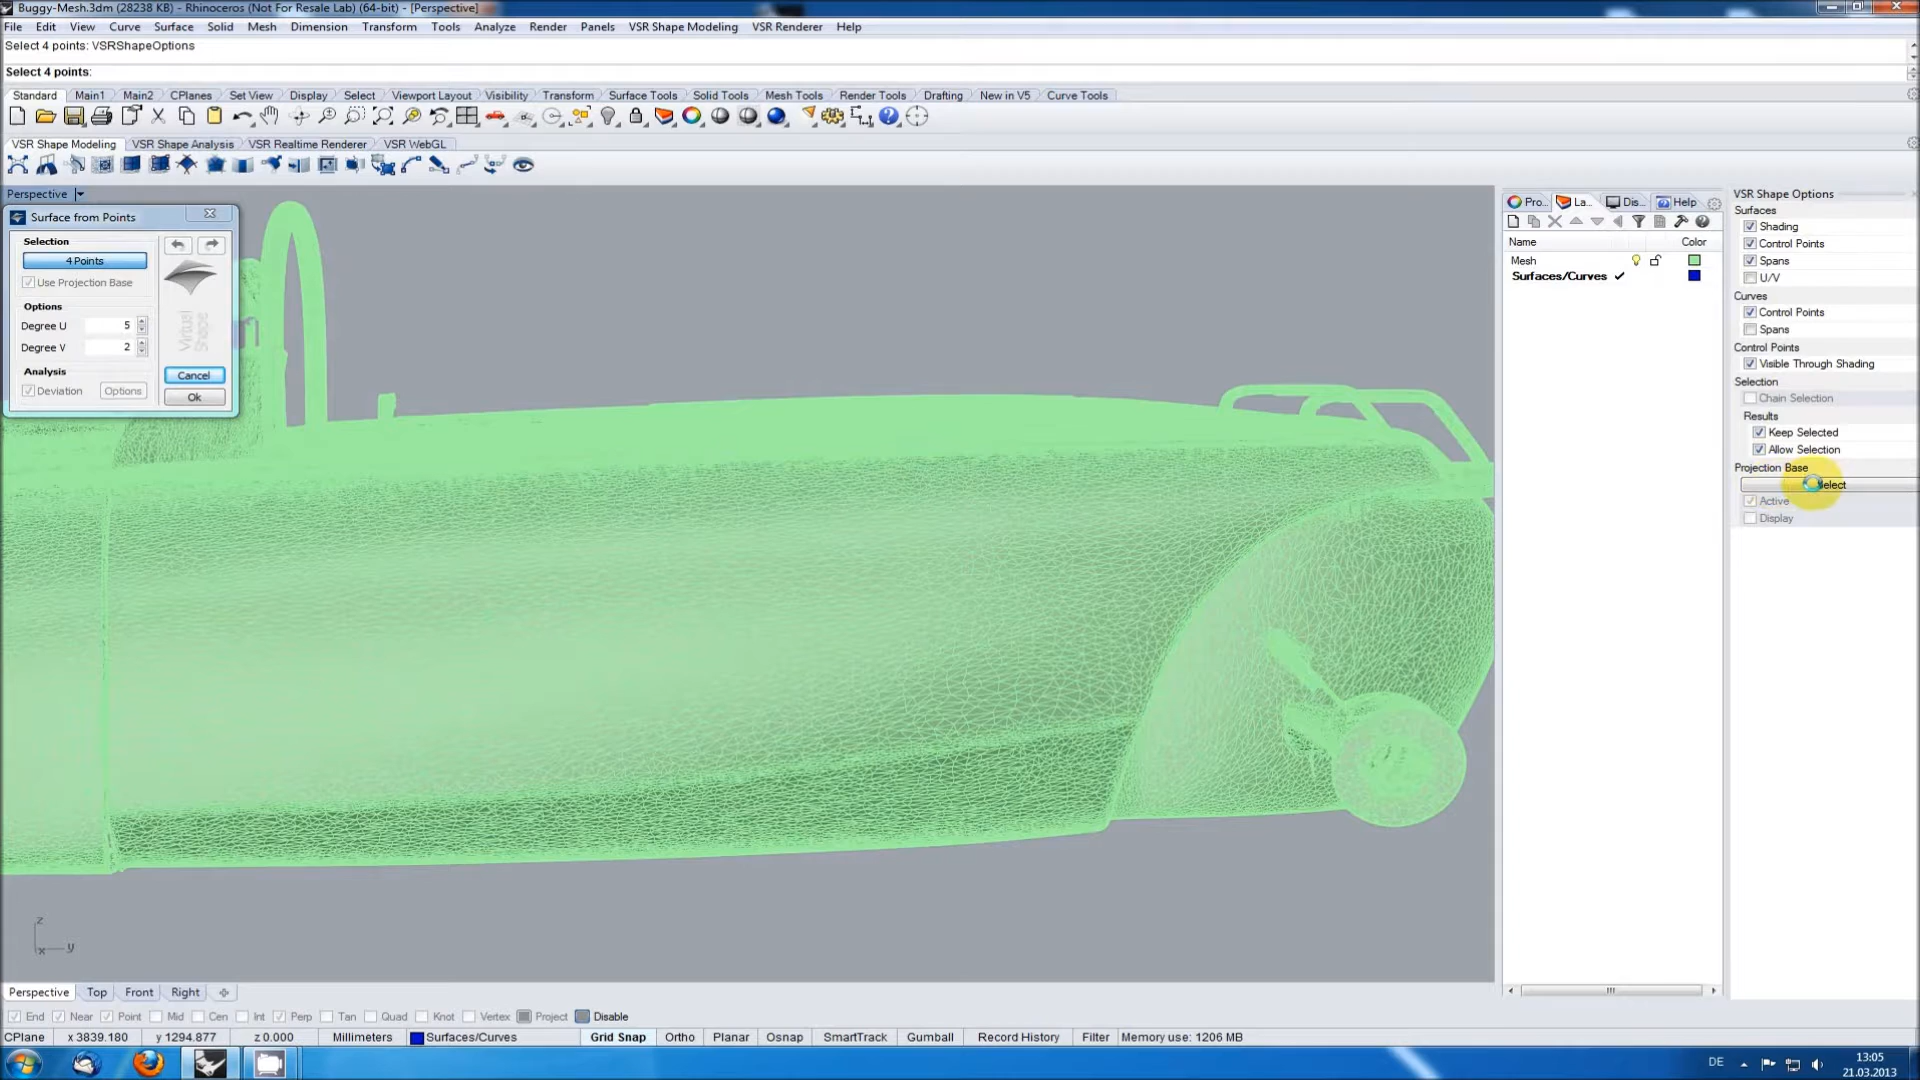 Buggy-Mesh.3dm (28238 KB) - Rhinoceros (Not For Resale Lab) (64-bit) - [Perspective]
File Edit View Curve Surface Solid Mesh Dimension Transform Tools Analyze Render Panels VSR Shape Modeling VSR Renderer Help
Select 4 points: VSRShapeOptions
Select 4 points:
Standard Main1 Main2 CPlanes Set View Display Select Viewport Layout Visibility Transform Surface Tools Solid Tools Mesh Tools Render Tools Drafting New in V5 Curve Tools
VSR Shape Modeling VSR Shape Analysis VSR Realtime Renderer VSR WebGL
Perspective
Surface from Points
Selection
4 Points
Use Projection Base
Options
Degree U 5
Degree V 2
Analysis
Deviation Options
Virtual Shape
Cancel
Ok
Pro... La... Dis... Help
Name Color
Mesh
Surfaces/Curves
VSR Shape Options
Surfaces
Shading
Control Points
Spans
U/V
Curves
Control Points
Spans
Control Points
Visible Through Shading
Selection
Chain Selection
Results
Keep Selected
Allow Selection
Projection Base
Select
Active
Display
z
x y
Perspective Top Front Right
End Near Point Mid Cen Int Perp Tan Quad Knot Vertex Project Disable
CPlane x 3839.180 y 1294.877 z 0.000 Millimeters Surfaces/Curves Grid Snap Ortho Planar Osnap SmartTrack Gumball Record History Filter Memory use: 1206 MB
DE
13:05
21.03.2013